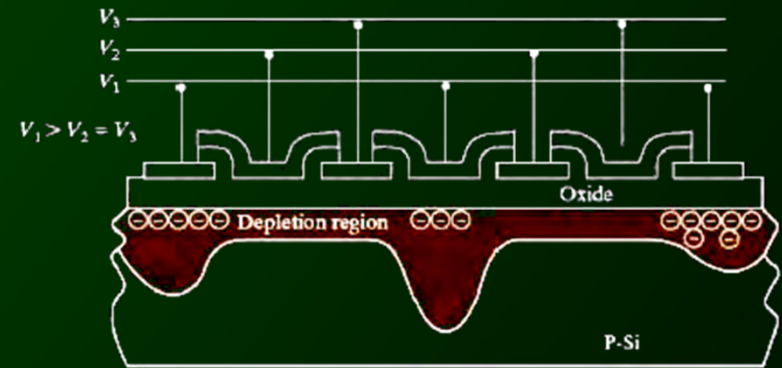 V₃
V₂
V₁
V₁ > V₂ = V₃
Oxide
Depletion region
P-Si